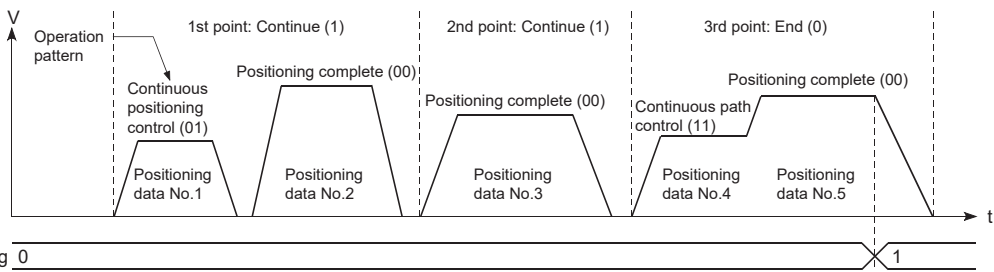 V
1st point: Continue (1)
2nd point: Continue (1)
3rd point: End (0)
Operation
pattern
Positioning complete (00)
Positioning complete (00)
Continuous
positioning
control (01)
Positioning complete (00)
Continuous path
control (11)
Positioning
data No.1
Positioning
data No.2
Positioning
data No.3
Positioning
data No.4
Positioning
data No.5
t
g 0
1